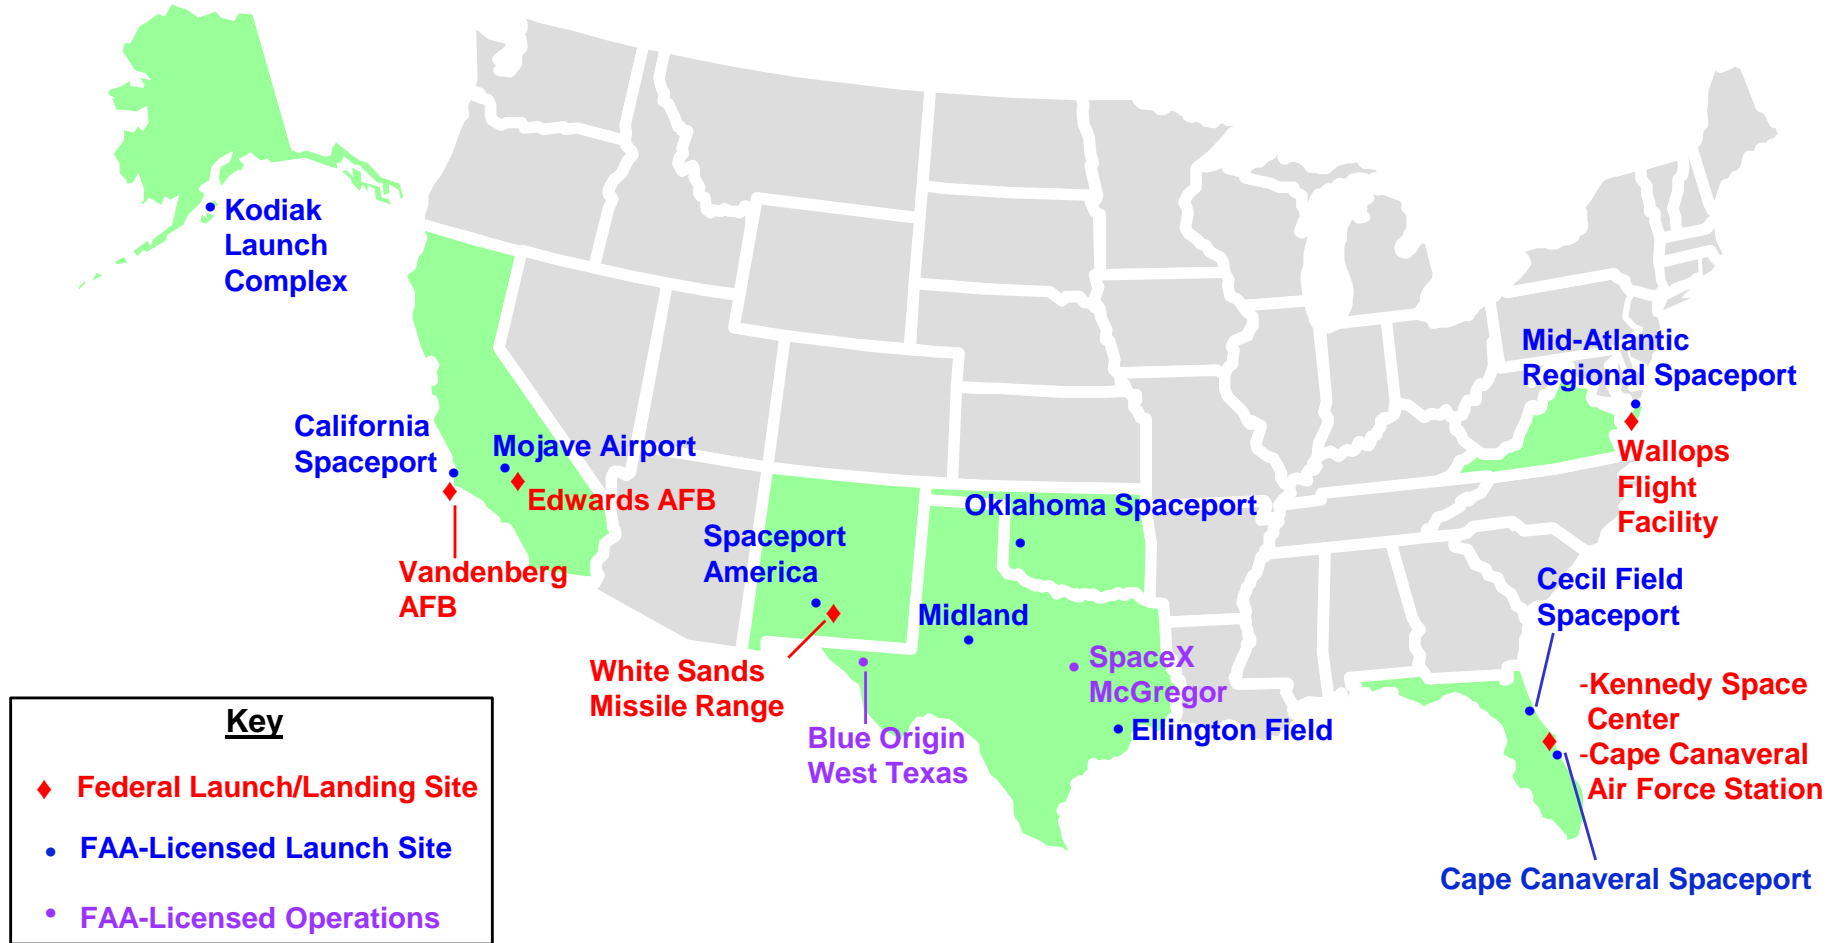 Kodiak
Launch
Complex
Mid-Atlantic
Regional Spaceport
California
Spaceport
Mojave Airport
Edwards AFB
Wallops
Flight
Facility
Oklahoma Spaceport
Spaceport
America
Vandenberg
AFB
Cecil Field
Spaceport
Midland
White Sands
Missile Range
SpaceX
McGregor
-Kennedy Space
Center
-Cape Canaveral
Air Force Station
Ellington Field
Blue Origin
West Texas
Cape Canaveral Spaceport
Key
Federal Launch/Landing Site
FAA-Licensed Launch Site
FAA-Licensed Operations